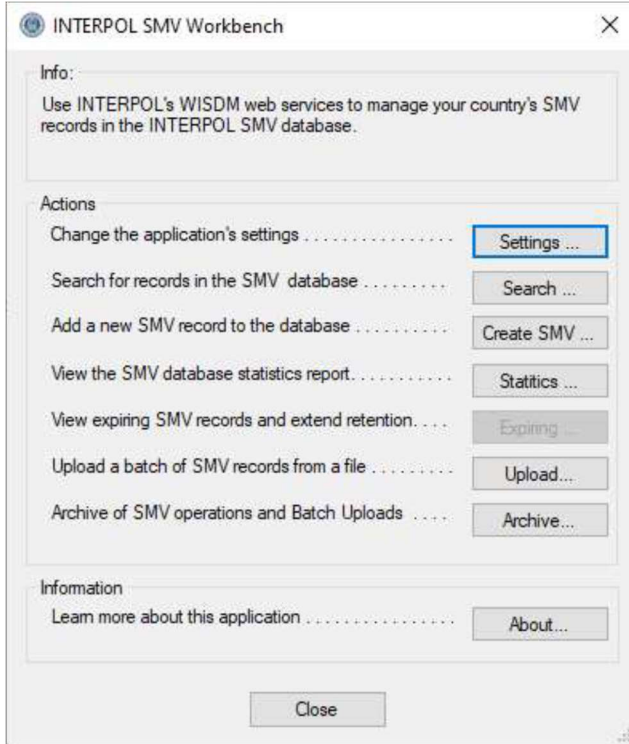 INTERPOL SMV Workbench
Info:
Use INTERPOL's WISDM web services to manage your country's SMV
records in the INTERPOL SMV database.
Actions
Change the application's settings . . . . . . . . . . . . . . . . Settings ...
Search for records in the SMV database . . . . . . . . . Search ...
Add a new SMV record to the database . . . . . . . . . . Create SMV ...
View the SMV database statistics report. . . . . . . . . . . Statitics ...
View expiring SMV records and extend retention. . . . Expiring ...
Upload a batch of SMV records from a file . . . . . . . . . Upload...
Archive of SMV operations and Batch Uploads . . . . Archive...
Information
Learn more about this application . . . . . . . . . . . . . . . . About...
Close